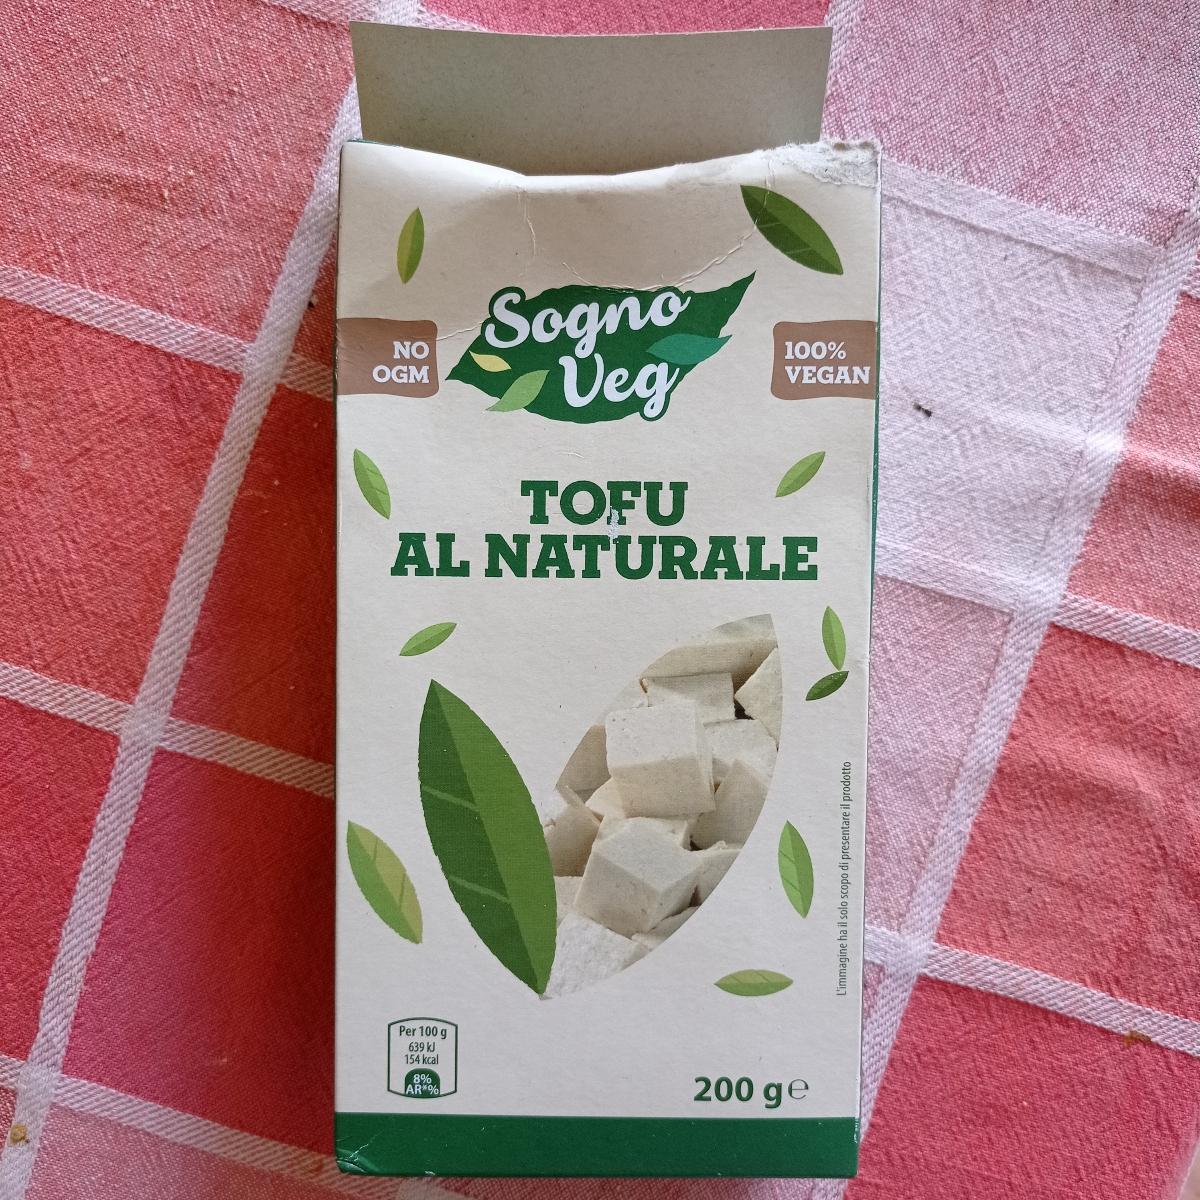 Sogno
Veg
NO
OGM
100%
VEGAN
TOFU
AL NATURALE
L'immagine ha il solo scopo di presentare il prodotto
Per 100 g
639 kJ
154 kcal
8%
AR*%
200 g e